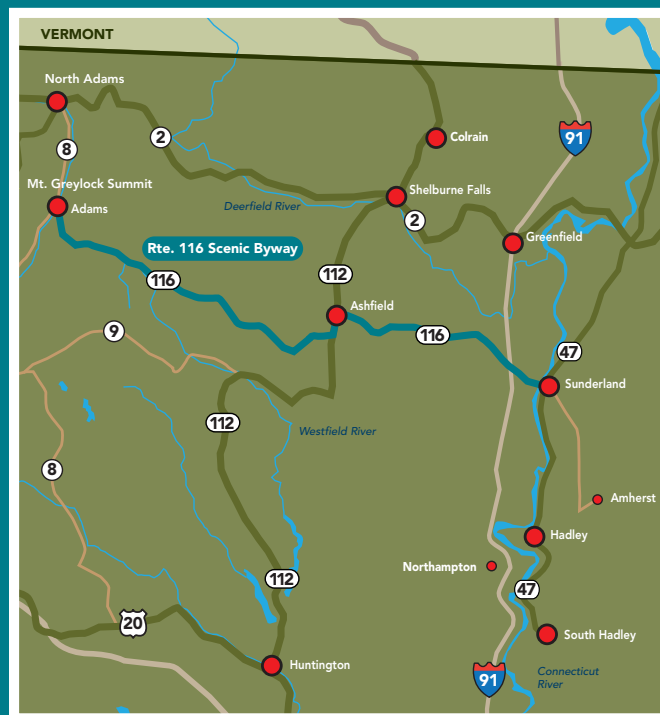 VERMONT
North Adams
2
Colrain
91
8
Mt. Greylock Summit
Adams
Shelburne Falls
Deerfield River
2
Greenfield
Rte. 116 Scenic Byway
116
112
Ashfield
116
9
47
Sunderland
112
Westfield River
8
Amherst
Hadley
Northampton
112
47
20
South Hadley
Huntington
91
Connecticut
River